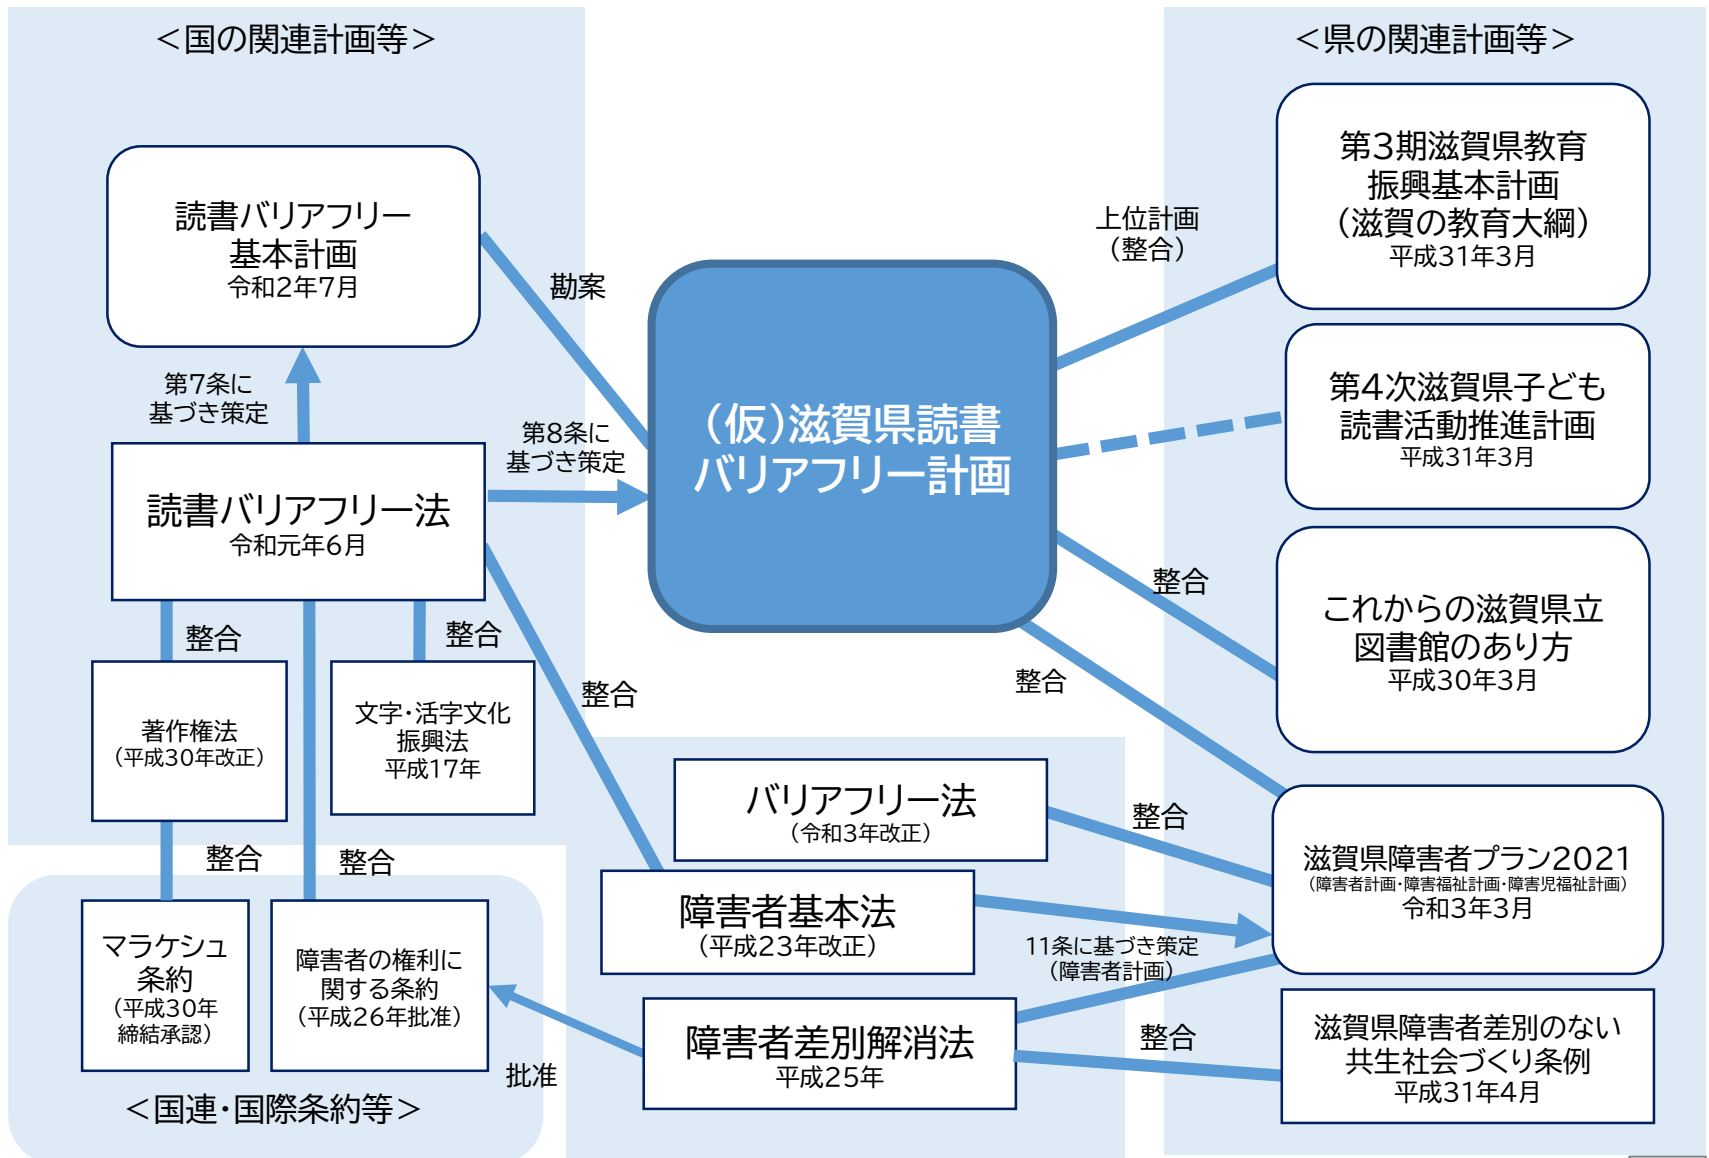 ＜国の関連計画等＞
読書バリアフリー
基本計画
令和2年7月
勘案
第7条に
基づき策定
第8条に
基づき策定
読書バリアフリー法
令和元年6月
整合
整合
整合
著作権法
（平成30年改正）
文字・活字文化
振興法
平成17年
整合
整合
マラケシュ
条約
（平成30年
締結承認）
障害者の権利に
関する条約
（平成26年批准）
批准
＜国連・国際条約等＞
（仮）滋賀県読書
バリアフリー計画
バリアフリー法
（令和3年改正）
障害者基本法
（平成23年改正）
障害者差別解消法
平成25年
上位計画
（整合）
整合
整合
整合
11条に基づき策定
（障害者計画）
整合
＜県の関連計画等＞
第3期滋賀県教育
振興基本計画
（滋賀の教育大綱）
平成31年3月
第4次滋賀県子ども
読書活動推進計画
平成31年3月
これからの滋賀県立
図書館のあり方
平成30年3月
滋賀県障害者プラン2021
（障害者計画・障害福祉計画・障害児福祉計画）
令和3年3月
滋賀県障害者差別のない
共生社会づくり条例
平成31年4月